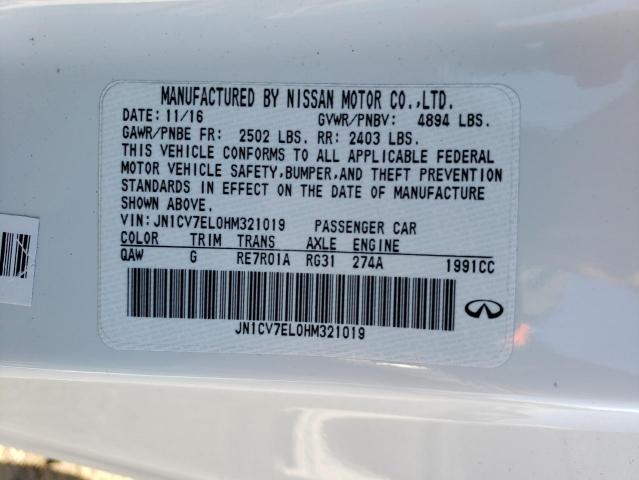 MANUFACTURED BY NISSAN MOTOR CO.,LTD.
DATE: 11/16 GVWR/PNBV: 4894 LBS.
GAWR/PNBE FR: 2502 LBS. RR: 2403 LBS.
THIS VEHICLE CONFORMS TO ALL APPLICABLE FEDERAL
MOTOR VEHICLE SAFETY,BUMPER,AND THEFT PREVENTION
STANDARDS IN EFFECT ON THE DATE OF MANUFACTURE
SHOWN ABOVE.
VIN: JN1CV7EL0HM321019 PASSENGER CAR
COLOR TRIM TRANS AXLE ENGINE
QAW G RE7R01A RG31 274A 1991CC
JN1CV7EL0HM321019